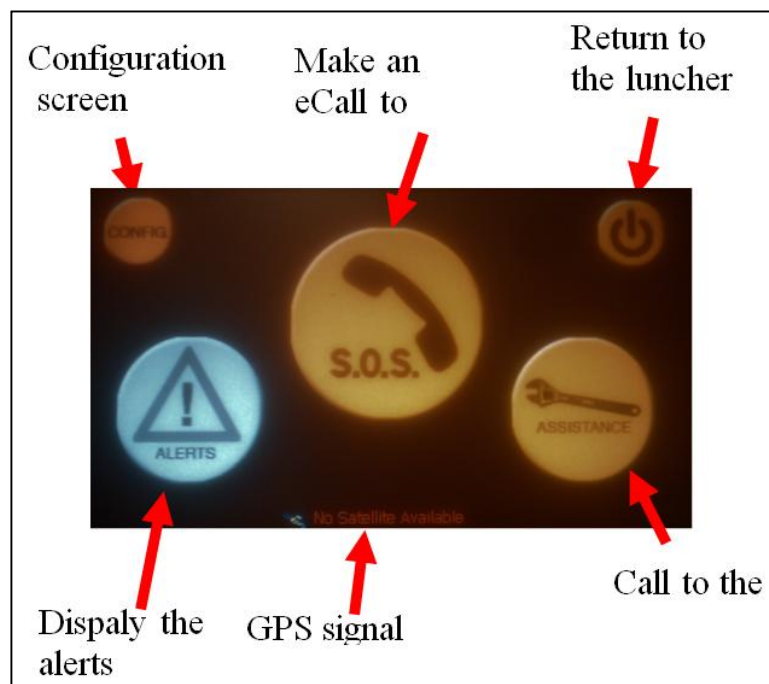 Configuration
screen
Make an
eCall to
Return to
the luncher
CONFIG.
S.O.S.
ALERTS
ASSISTANCE
No Satellite Available
Dispaly the
alerts
GPS signal
Call to the